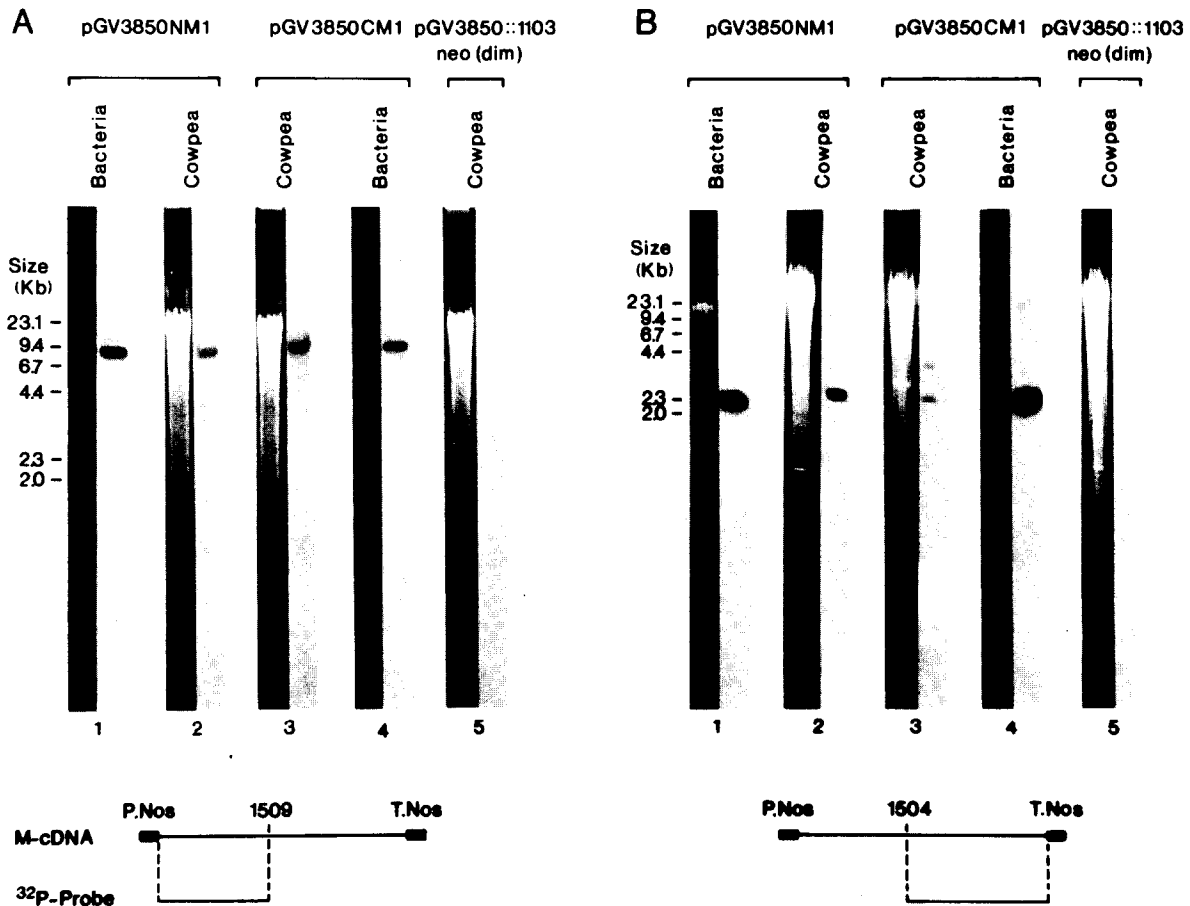 A
pGV3850NM1
pGV3850CM1
pGV3850::1103
neo (dim)
Bacteria
Cowpea
Cowpea
Bacteria
Cowpea
Size
(Kb)
23.1
9.4
6.7
4.4
2.3
2.0
1
2
3
4
5
P.Nos
1509
T.Nos
M-cDNA
32P-Probe
B
pGV3850NM1
pGV3850CM1
pGV3850::1103
neo (dim)
Bacteria
Cowpea
Cowpea
Bacteria
Cowpea
Size
(Kb)
23.1
9.4
6.7
4.4
2.3
2.0
1
2
3
4
5
P.Nos
1504
T.Nos